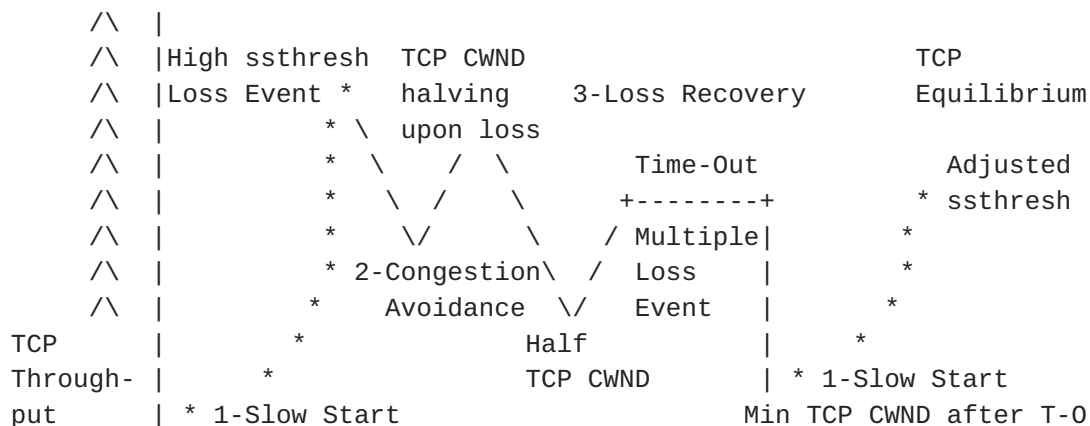 /\  |
/\  |High ssthresh  TCP CWND                         TCP
/\  |Loss Event *   halving    3-Loss Recovery       Equilibrium
/\  |          * \  upon loss
/\  |          *  \    /  \        Time-Out           Adjusted
/\  |          *   \  /    \      +--------+         * ssthresh
/\  |          *    \/      \    / Multiple|        *
/\  |          * 2-Congestion\  /  Loss    |        *
/\  |         *    Avoidance  \/   Event   |       *
TCP      |        *              Half           |     *
Through- |      *                TCP CWND       | * 1-Slow Start
put      | * 1-Slow Start                      Min TCP CWND after T-O